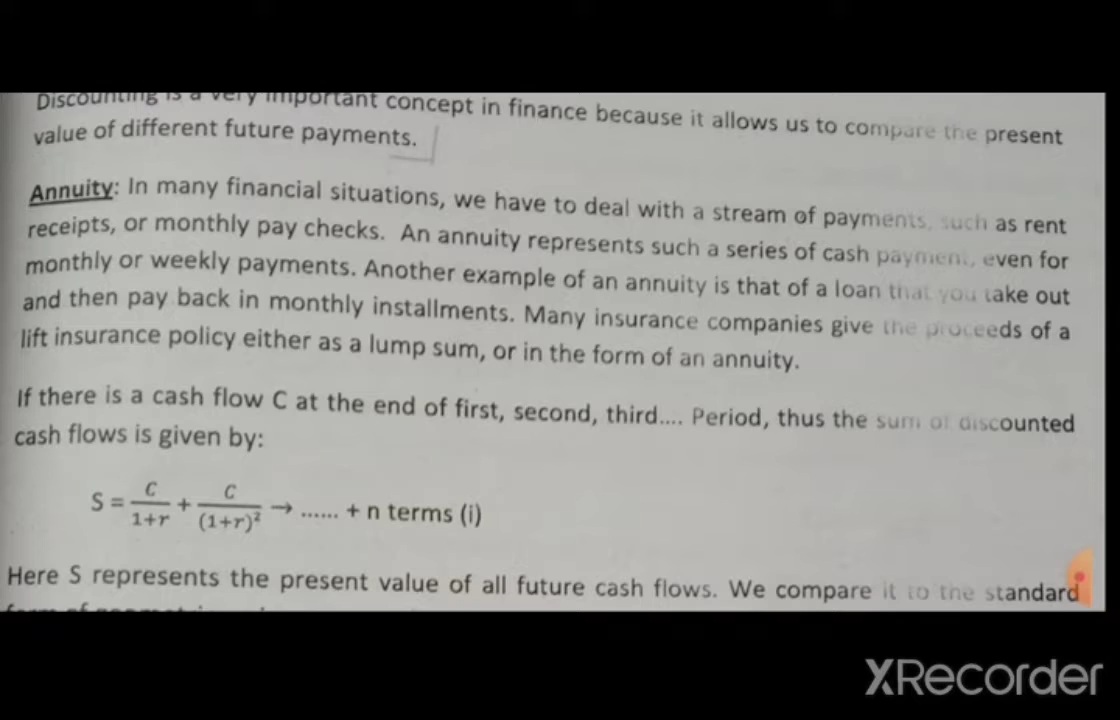 Discounting is a very important concept in finance because it allows us to compare the present
value of different future payments.
Annuity: In many financial situations, we have to deal with a stream of payments, such as rent
receipts, or monthly pay checks. An annuity represents such a series of cash payment, even for
monthly or weekly payments. Another example of an annuity is that of a loan that you take out
and then pay back in monthly installments. Many insurance companies give the proceeds of a
lift insurance policy either as a lump sum, or in the form of an annuity.
If there is a cash flow C at the end of first, second, third.... Period, thus the sum of discounted
cash flows is given by:
S = C/1+r + C/(1+r)² → ...... + n terms (i)
Here S represents the present value of all future cash flows. We compare it to the standard
form of
XRecorder